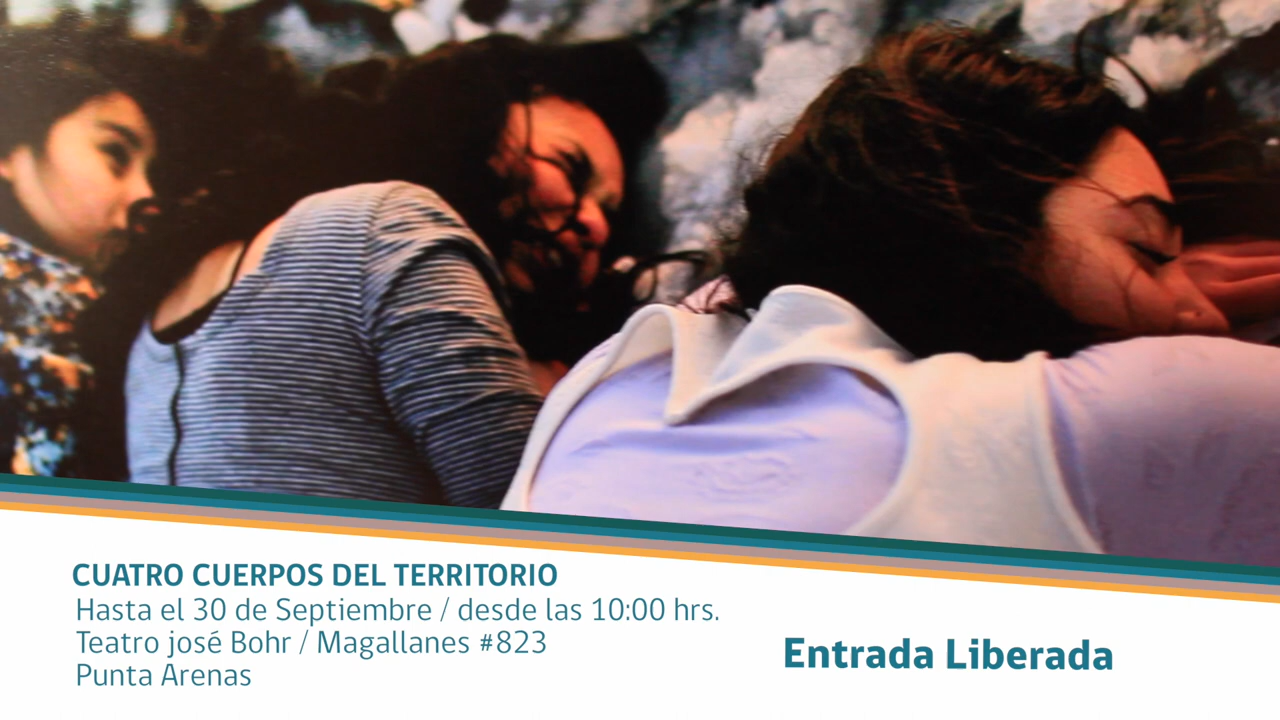 CUATRO CUERPOS DEL TERRITORIO
Hasta el 30 de Septiembre / desde las 10:00 hrs.
Teatro josé Bohr / Magallanes #823
Punta Arenas
Entrada Liberada